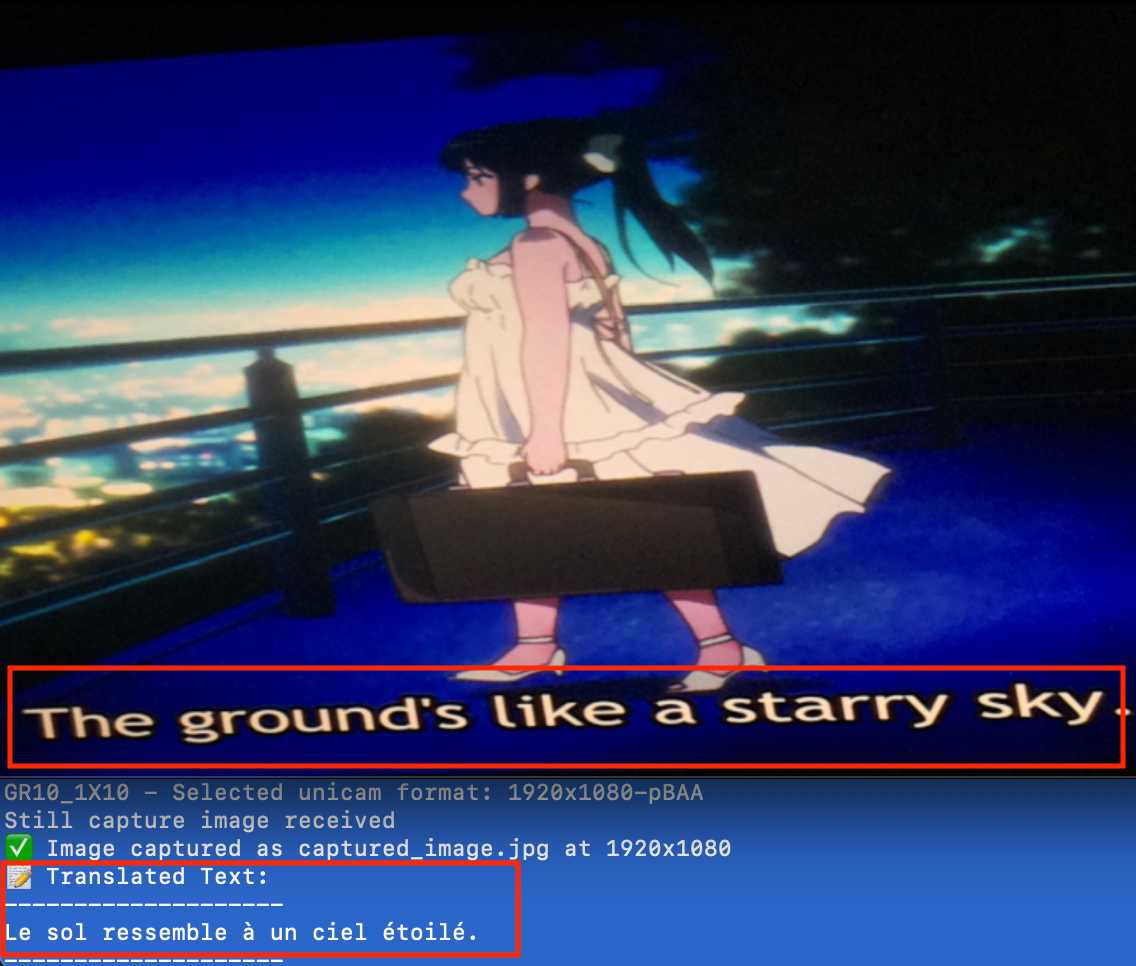 The ground's like a starry sky.
GR10_1X10 – Selected unicam format: 1920x1080-pBAA
Still capture image received
✅ Image captured as captured_image.jpg at 1920x1080
📝 Translated Text:
--------------------
Le sol ressemble à un ciel étoilé.
--------------------